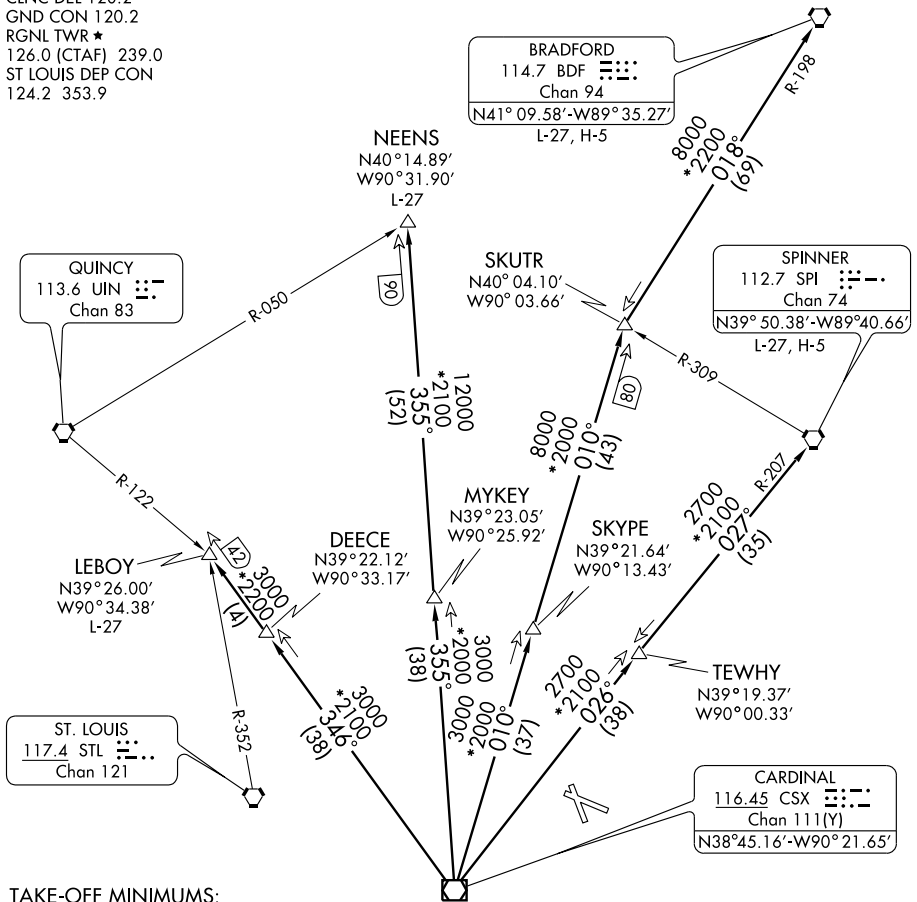 GND CON 120.2
RGNL TWR ★
126.0 (CTAF) 239.0
ST LOUIS DEP CON
124.2 353.9
BRADFORD
114.7 BDF
Chan 94
N41° 09.58'-W89° 35.27'
L-27, H-5
R-198
8000
*2200
018°
(69)
NEENS
N40°14.89'
W90°31.90'
L-27
QUINCY
113.6 UIN
Chan 83
R-050
90
SKUTR
N40° 04.10'
W90° 03.66'
SPINNER
112.7 SPI
Chan 74
N39° 50.38'-W89°40.66'
L-27, H-5
R-309
80
12000
*2100
355°
(52)
8000
*2000
010°
(43)
R-207
2700
*2100
027°
(35)
R-122
LEBOY
N39°26.00'
W90°34.38'
L-27
42
3000
*2200
(4)
DEECE
N39°22.12'
W90°33.17'
MYKEY
N39°23.05'
W90°25.92'
SKYPE
N39°21.64'
W90°13.43'
TEWHY
N39°19.37'
W90°00.33'
R-352
3000
*2100
346°
(38)
3000
*2000
355°
(38)
3000
*2000
010°
(37)
2700
*2100
026°
(38)
ST. LOUIS
117.4 STL
Chan 121
CARDINAL
116.45 CSX
Chan 111(Y)
N38°45.16'-W90°21.65'
TAKE-OFF MINIMUMS: